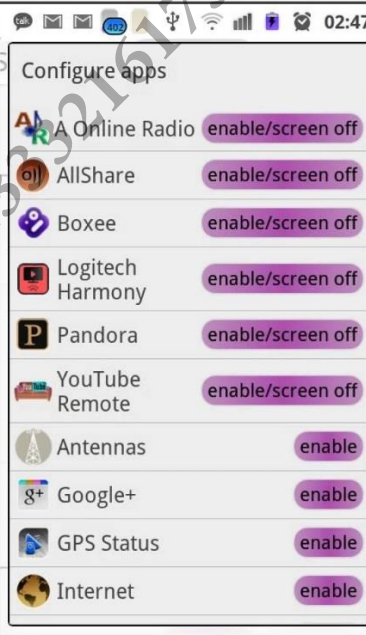 talk
402
02:47
Configure apps
A Online Radio enable/screen off
AllShare enable/screen off
Boxee enable/screen off
Logitech
Harmony enable/screen off
P Pandora enable/screen off
YouTube
Remote enable/screen off
Antennas enable
g+ Google+ enable
GPS Status enable
Internet enable